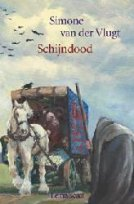 Simone
van der Vlugt
Schijndood